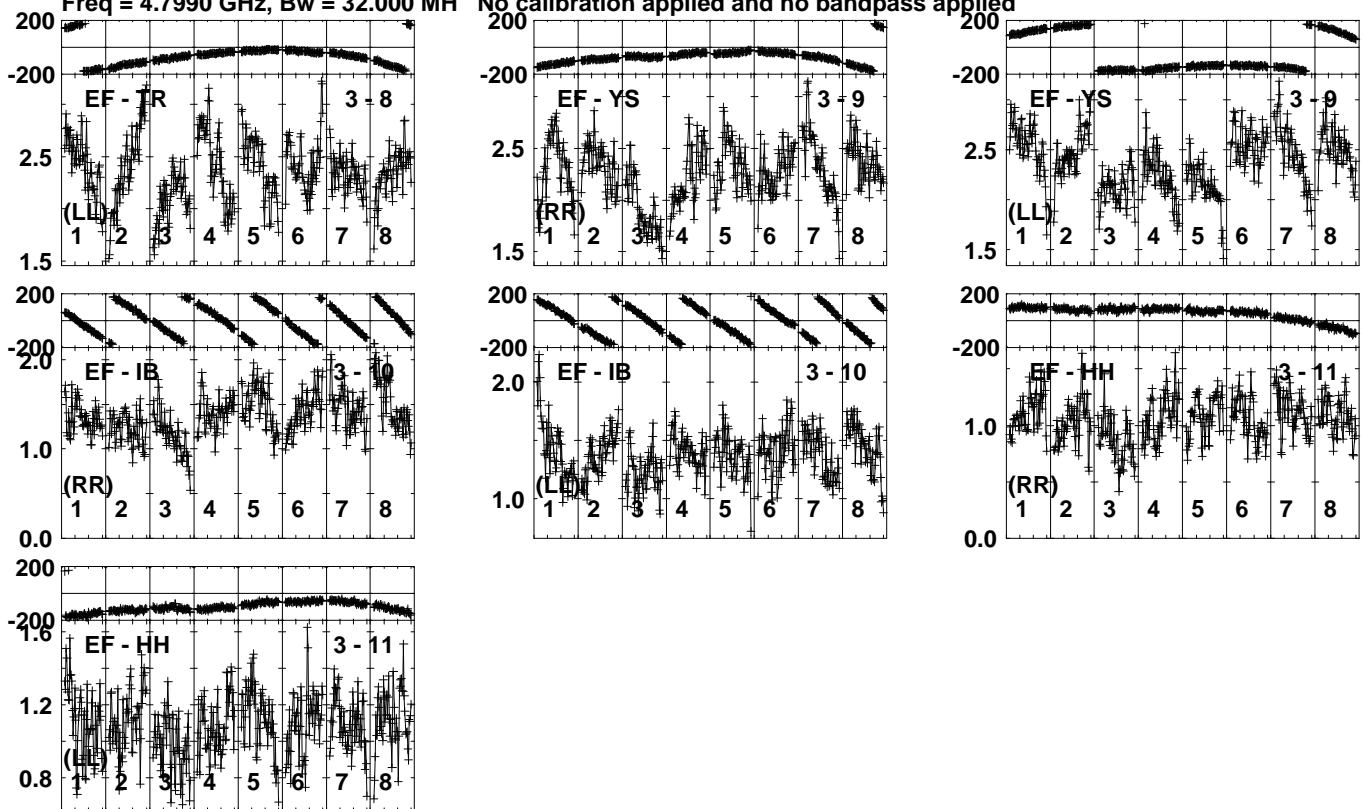 Freq = 4.7990 GHz, Bw = 32.000 MH No calibration applied and no bandpass applied
200
-200
EF - TR 3 - 8
2.5
(LL)
1 2 3 4 5 6 7 8
1.5
EF - YS 3 - 9
200
-200
2.5
(RR)
1 2 3 4 5 6 7 8
1.5
200
-200
EF - YS 3 - 9
2.5
(LL)
1 2 3 4 5 6 7 8
1.5
200
-200
2.0
EF - IB 3 - 10
1.0
(RR)
1 2 3 4 5 6 7 8
0.0
200
-200
EF - IB 3 - 10
2.0
(LL)
1.0
1 2 3 4 5 6 7 8
200
-200
EF - HH 3 - 11
1.0
(RR)
1 2 3 4 5 6 7 8
0.0
200
-200
1.6
EF - HH 3 - 11
1.2
(LL)
0.8
1 2 3 4 5 6 7 8